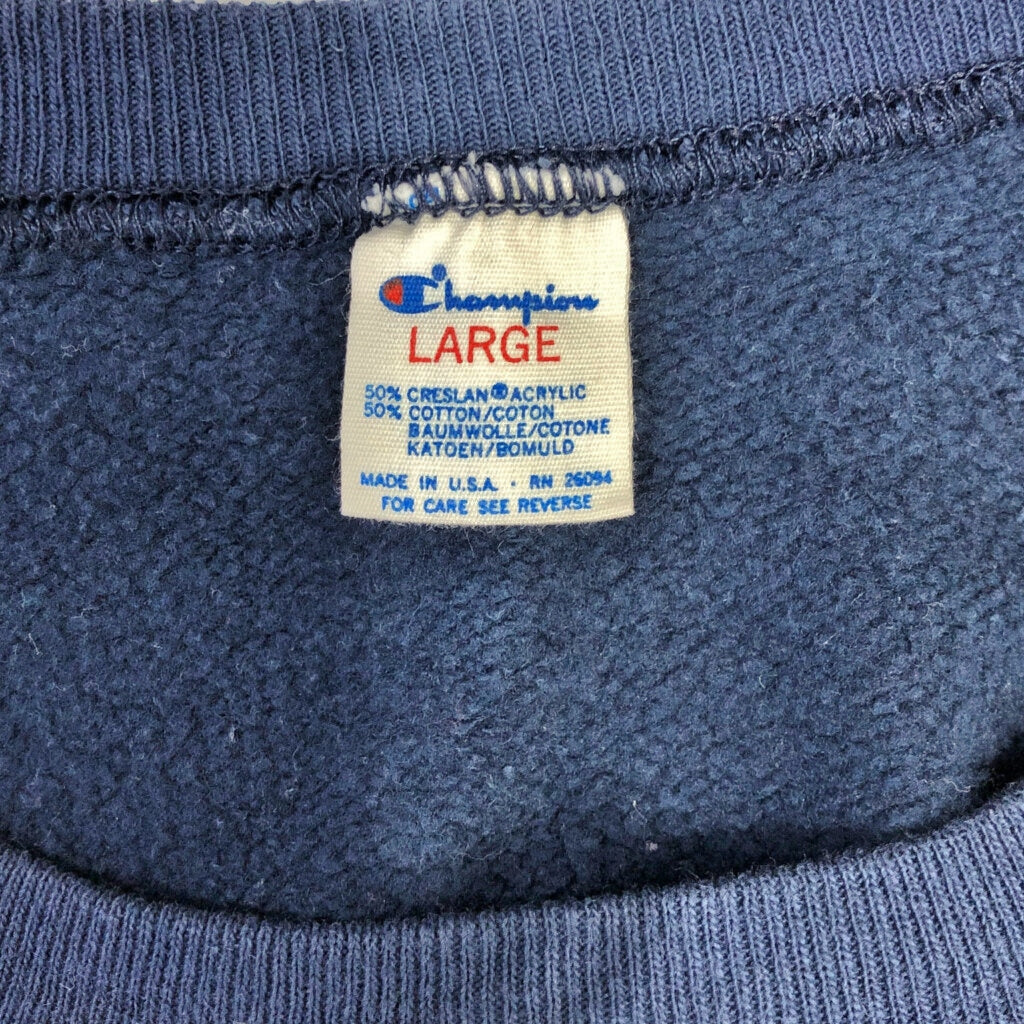 Champion
LARGE
50% CRESLAN® ACRYLIC
50% COTTON/COTON
BAUMWOLLE/COTONE
KATOEN/BOMULD
MADE IN U.S.A. · RN 26094
FOR CARE SEE REVERSE